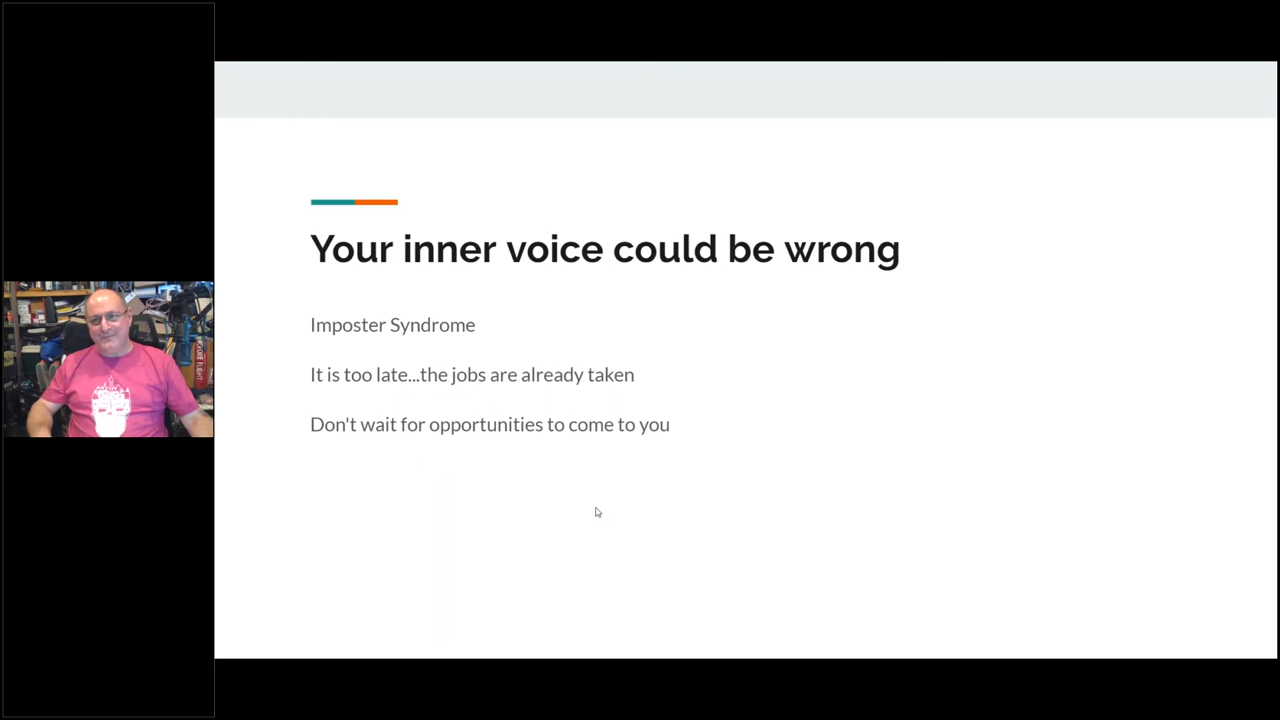 Your inner voice could be wrong
Imposter Syndrome
It is too late...the jobs are already taken
Don't wait for opportunities to come to you